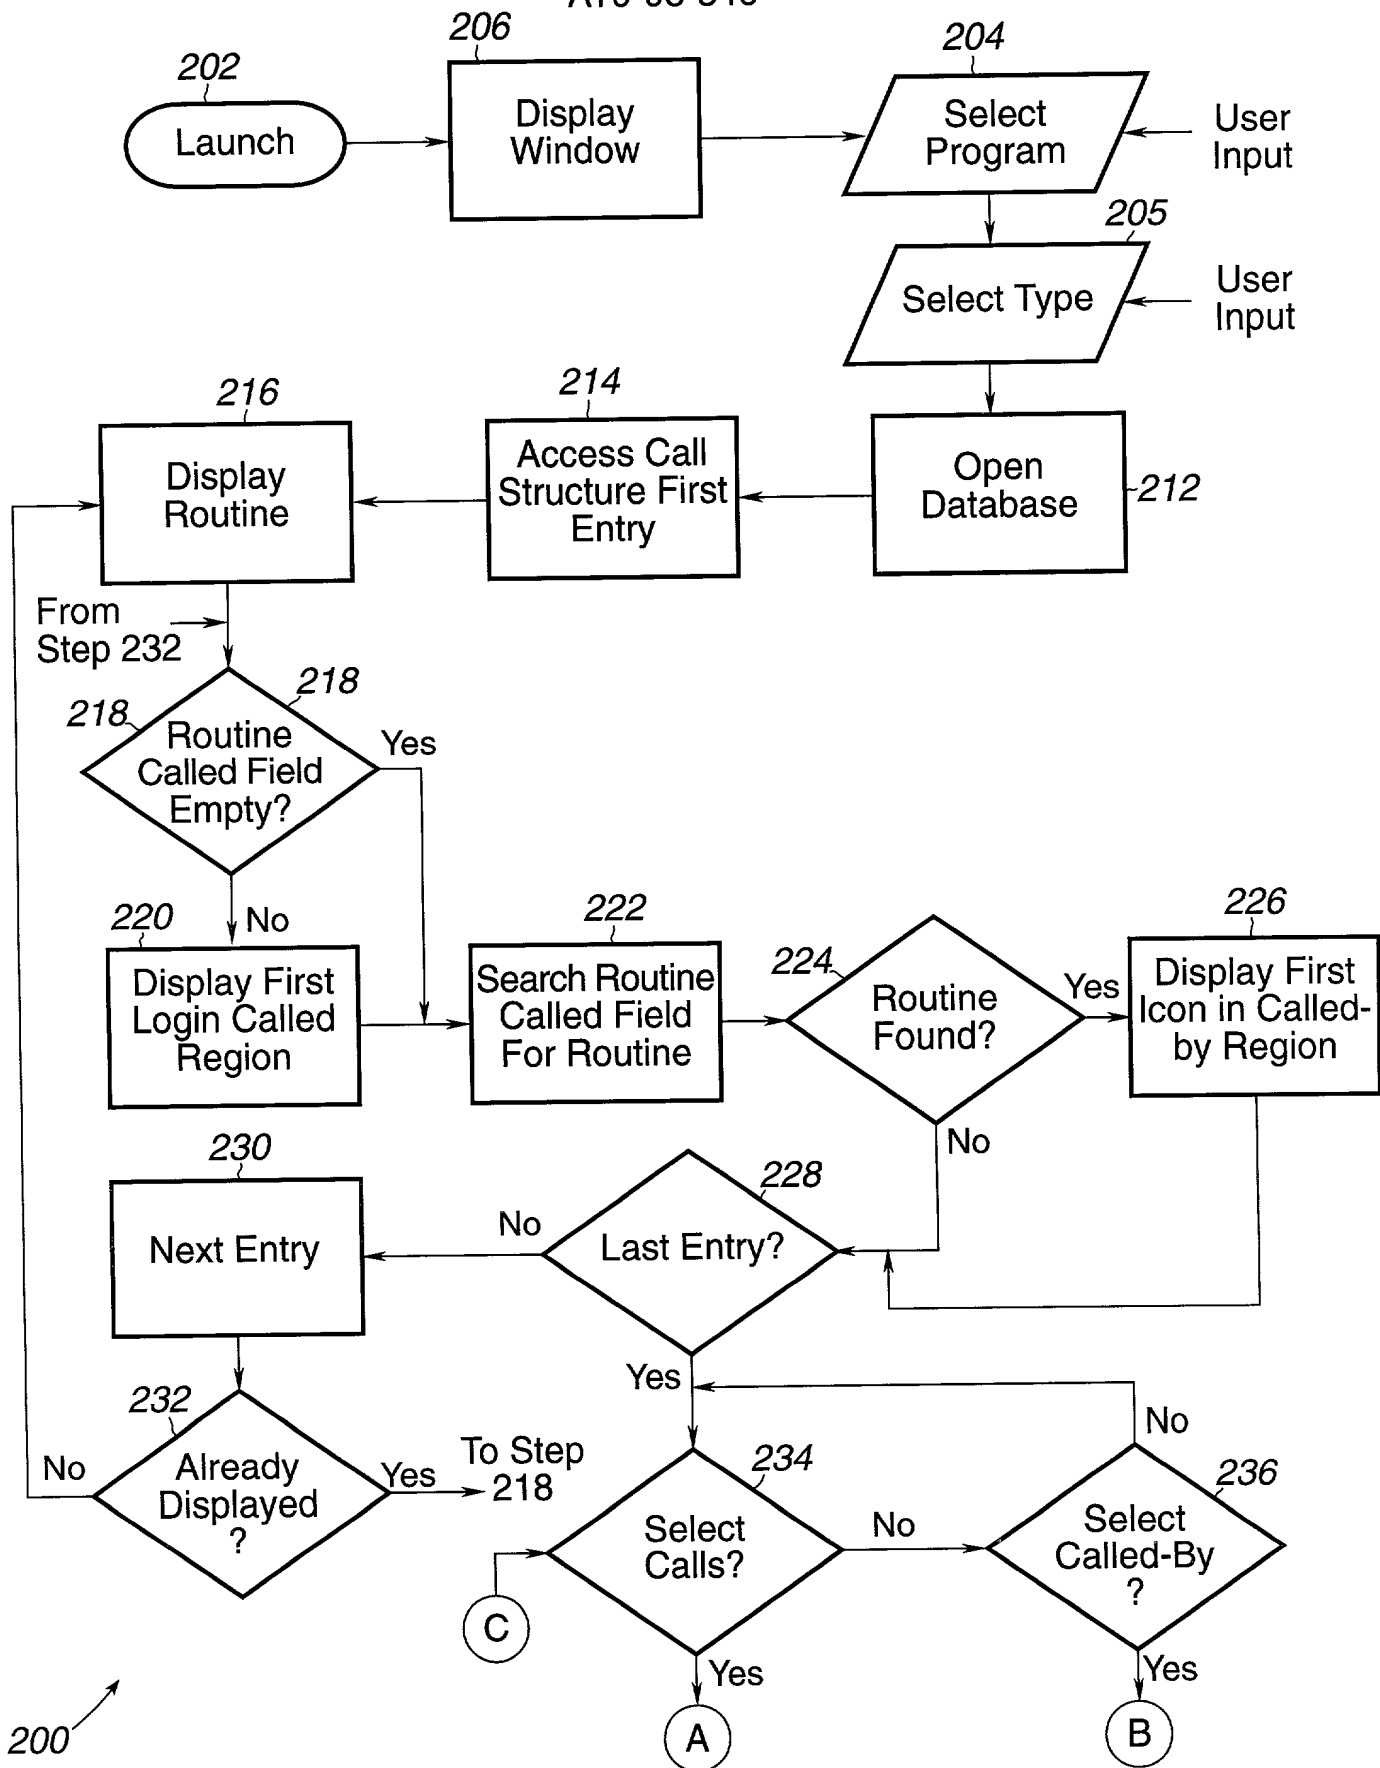 206
204
202
Launch
Display
Window
Select
Program
User
Input
205
Select Type
User
Input
216
214
Display
Routine
Access Call
Structure First
Entry
Open
Database
212
From
Step 232
218
218
Routine
Called Field
Empty?
Yes
No
220
Display First
Login Called
Region
222
Search Routine
Called Field
For Routine
224
Routine
Found?
Yes
No
226
Display First
Icon in Called-
by Region
230
Next Entry
No
228
Last Entry?
Yes
232
Already
Displayed
?
No
Yes
To Step
218
234
Select
Calls?
No
Yes
236
Select
Called-By
?
No
Yes
C
A
B
200